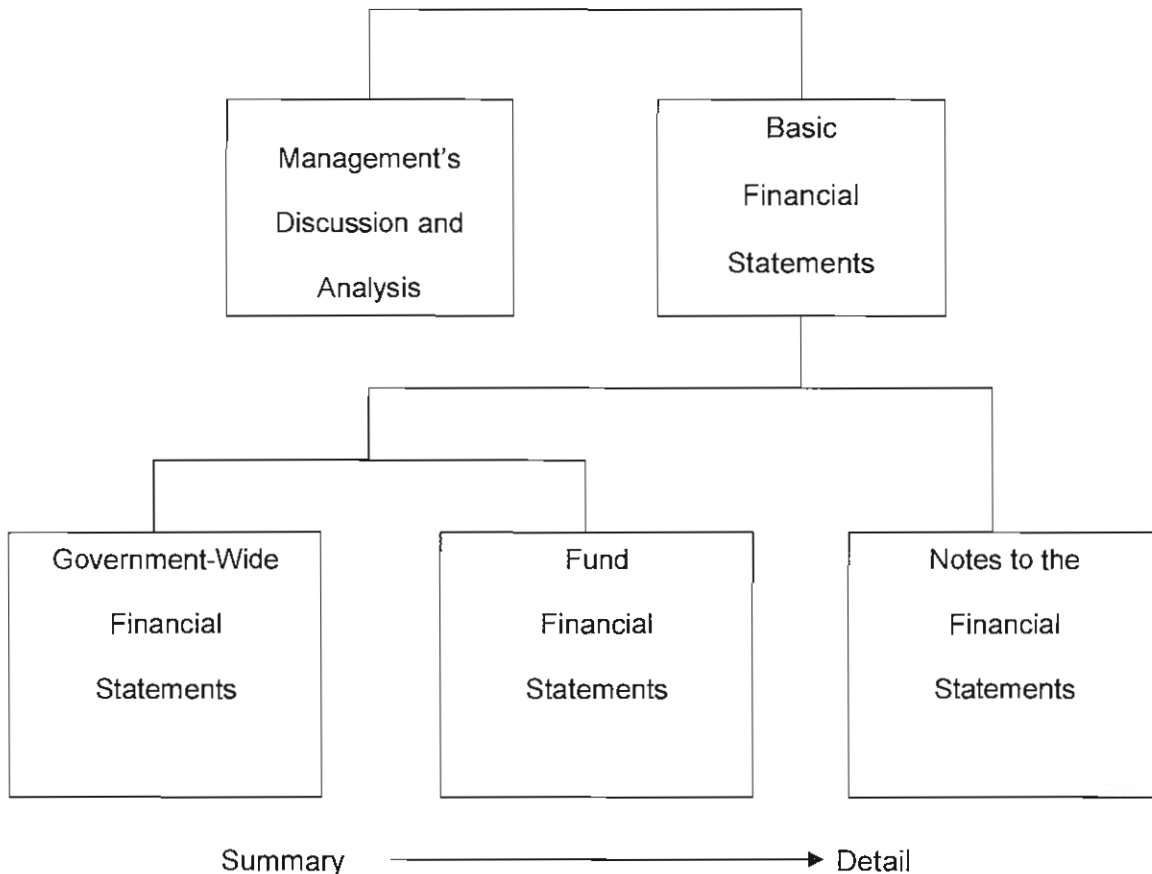 Management's
Discussion and
Analysis
Basic
Financial
Statements
Government-Wide
Financial
Statements
Fund
Financial
Statements
Notes to the
Financial
Statements
Summary
Detail